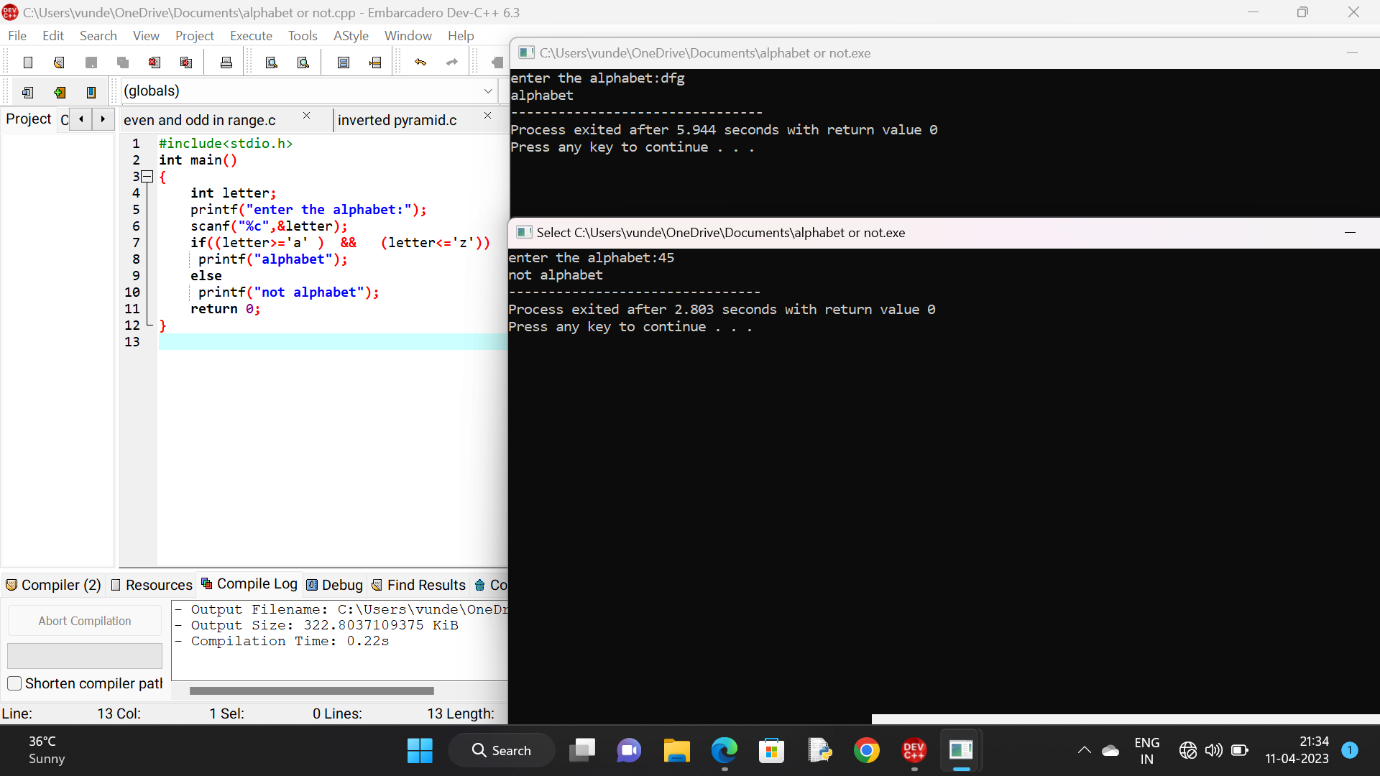 C:\Users\vunde\OneDrive\Documents\alphabet or not.cpp - Embarcadero Dev-C++ 6.3
File Edit Search View Project Execute Tools AStyle Window Help
(globals)
Project C
even and odd in range.c
inverted pyramid.c
1 #include<stdio.h>
2 int main()
3 {
4 int letter;
5 printf("enter the alphabet:");
6 scanf("%c",&letter);
7 if((letter>='a' ) && (letter<='z'))
8 printf("alphabet");
9 else
10 printf("not alphabet");
11 return 0;
12 }
13
C:\Users\vunde\OneDrive\Documents\alphabet or not.exe
enter the alphabet:dfg
alphabet
--------------------------------
Process exited after 5.944 seconds with return value 0
Press any key to continue . . .
Select C:\Users\vunde\OneDrive\Documents\alphabet or not.exe
enter the alphabet:45
not alphabet
--------------------------------
Process exited after 2.803 seconds with return value 0
Press any key to continue . . .
Compiler (2) Resources Compile Log Debug Find Results Co
Abort Compilation
Shorten compiler path
- Output Filename: C:\Users\vunde\OneDr
- Output Size: 322.8037109375 KiB
- Compilation Time: 0.22s
Line: 13 Col: 1 Sel: 0 Lines: 13 Length:
36°C
Sunny
Search
DEV
C++
ENG
IN
21:34
11-04-2023
1